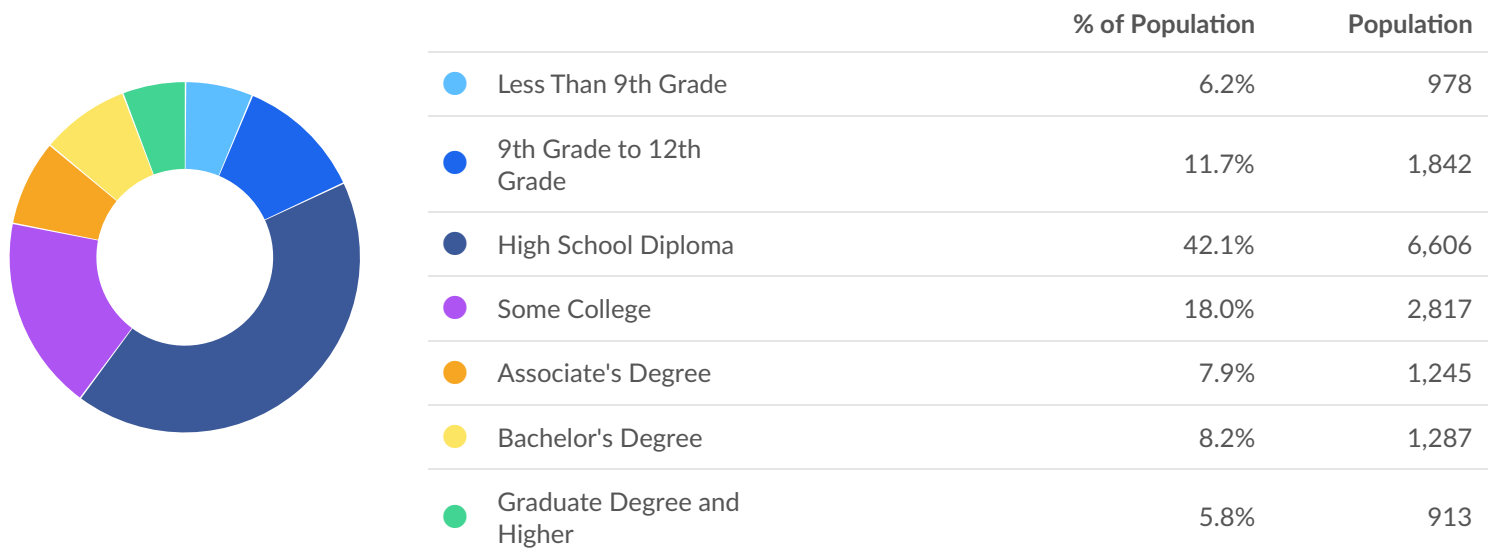 % of Population Population
Less Than 9th Grade 6.2% 978
9th Grade to 12th
Grade 11.7% 1,842
High School Diploma 42.1% 6,606
Some College 18.0% 2,817
Associate's Degree 7.9% 1,245
Bachelor's Degree 8.2% 1,287
Graduate Degree and
Higher 5.8% 913